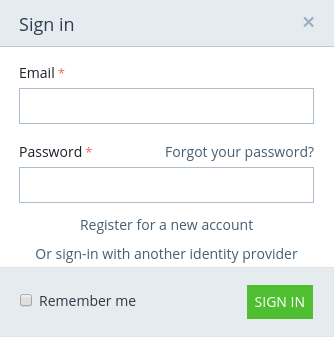 Sign in ×
Email *
Password * Forgot your password?
Register for a new account
Or sign-in with another identity provider
Remember me SIGN IN